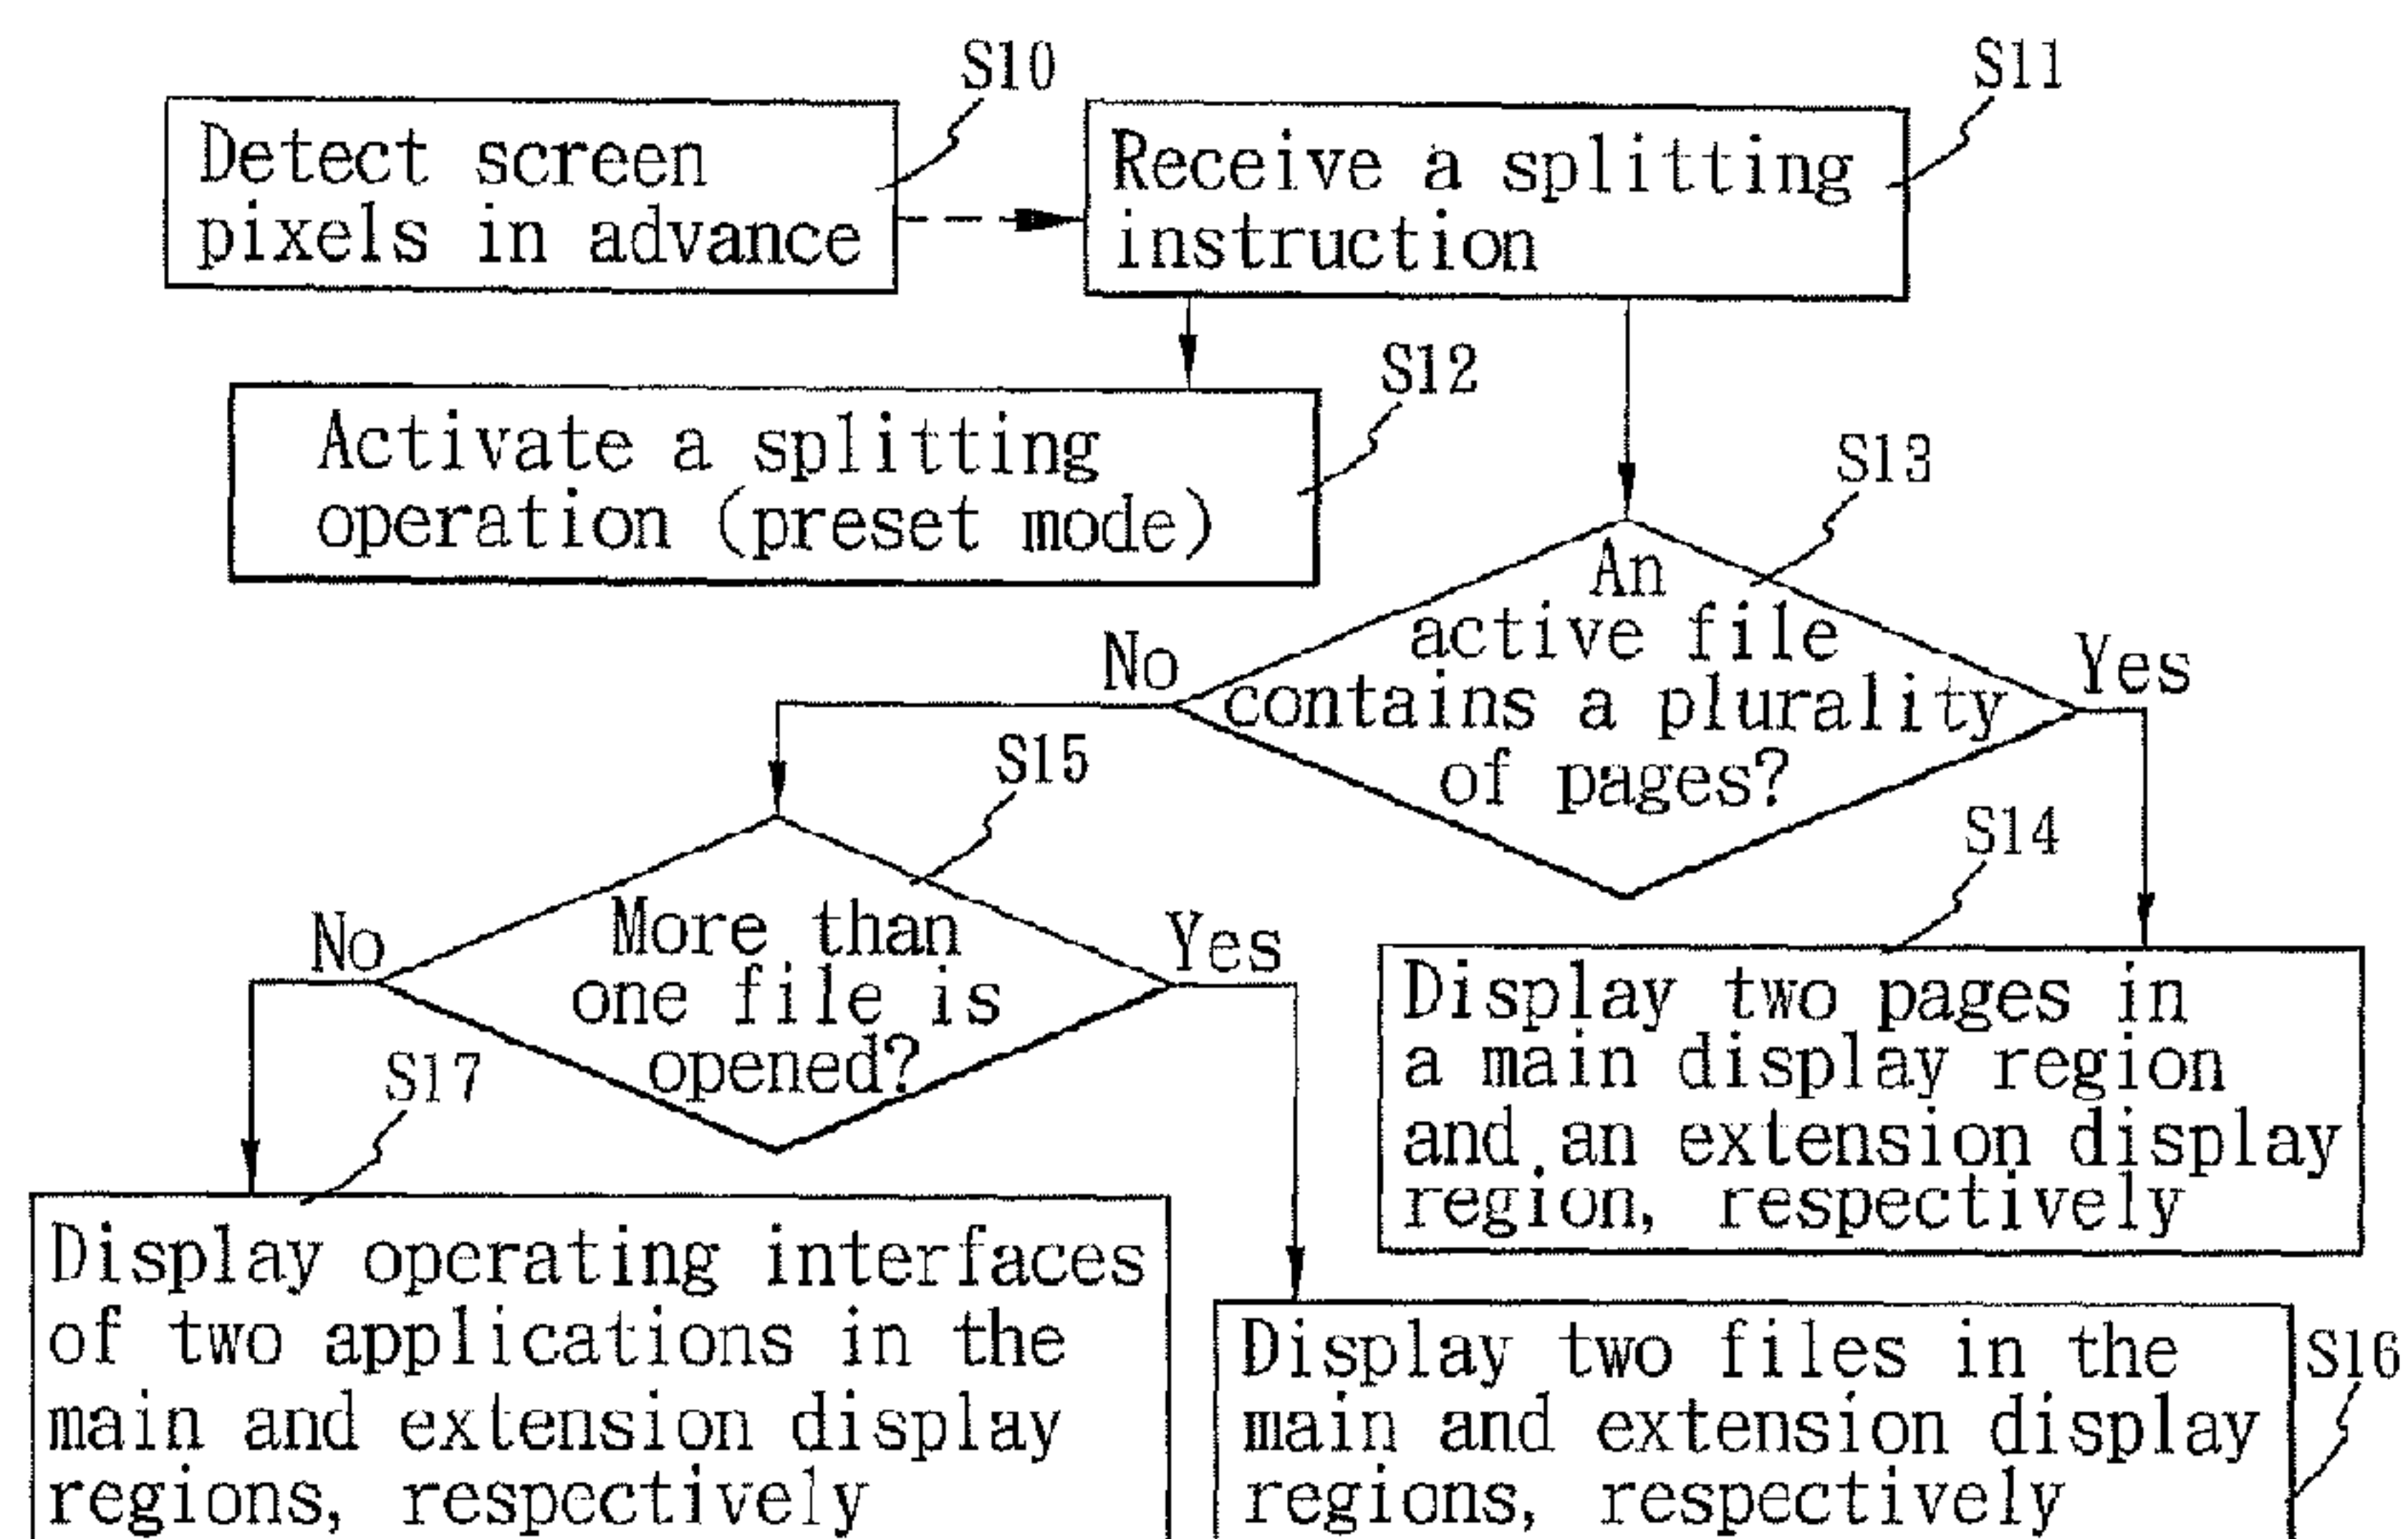 S10
Detect screen
pixels in advance
S11
Receive a splitting
instruction
S12
Activate a splitting
operation (preset mode)
S13
An
active file
contains a plurality
of pages?
No
Yes
S15
More than
one file is
opened?
No
Yes
S14
Display two pages in
a main display region
and an extension display
region, respectively
S17
Display operating interfaces
of two applications in the
main and extension display
regions, respectively
Display two files in the
main and extension display
regions, respectively
S16